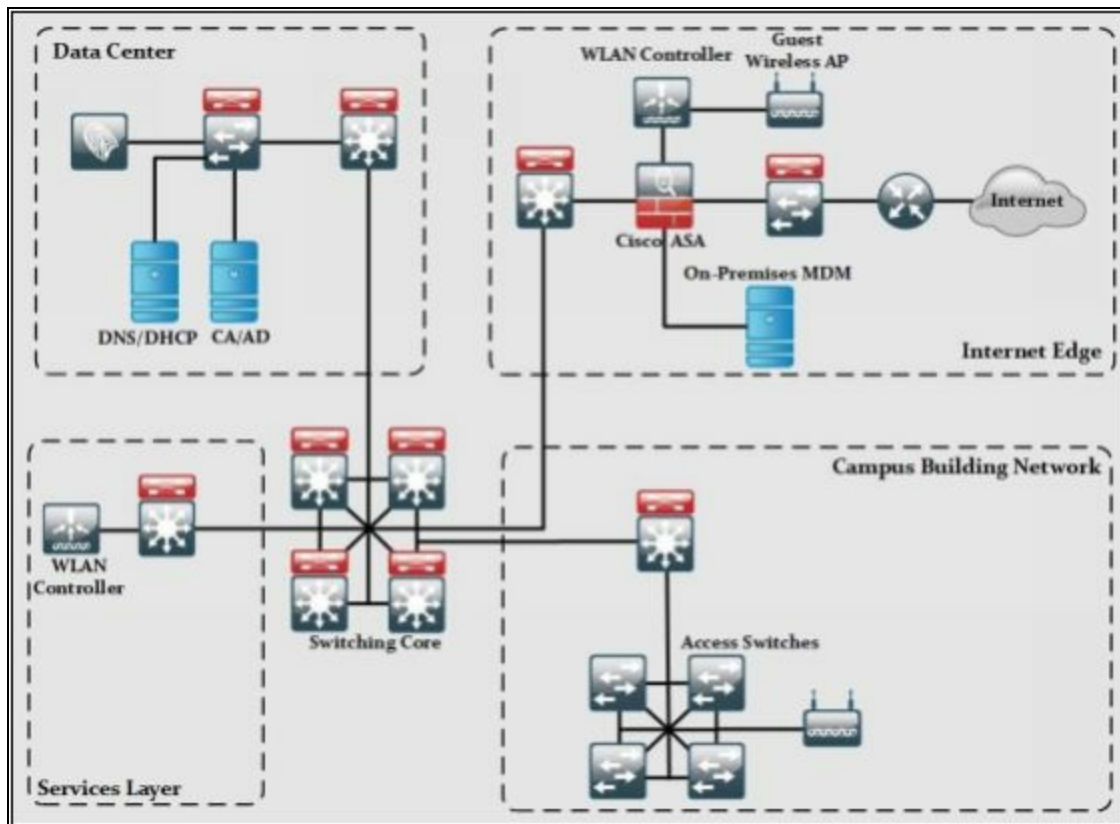 Data Center
DNS/DHCP
CA/AD
WLAN Controller
Guest
Wireless AP
Internet
Cisco ASA
On-Premises MDM
Internet Edge
WLAN
Controller
Services Layer
Switching Core
Campus Building Network
Access Switches